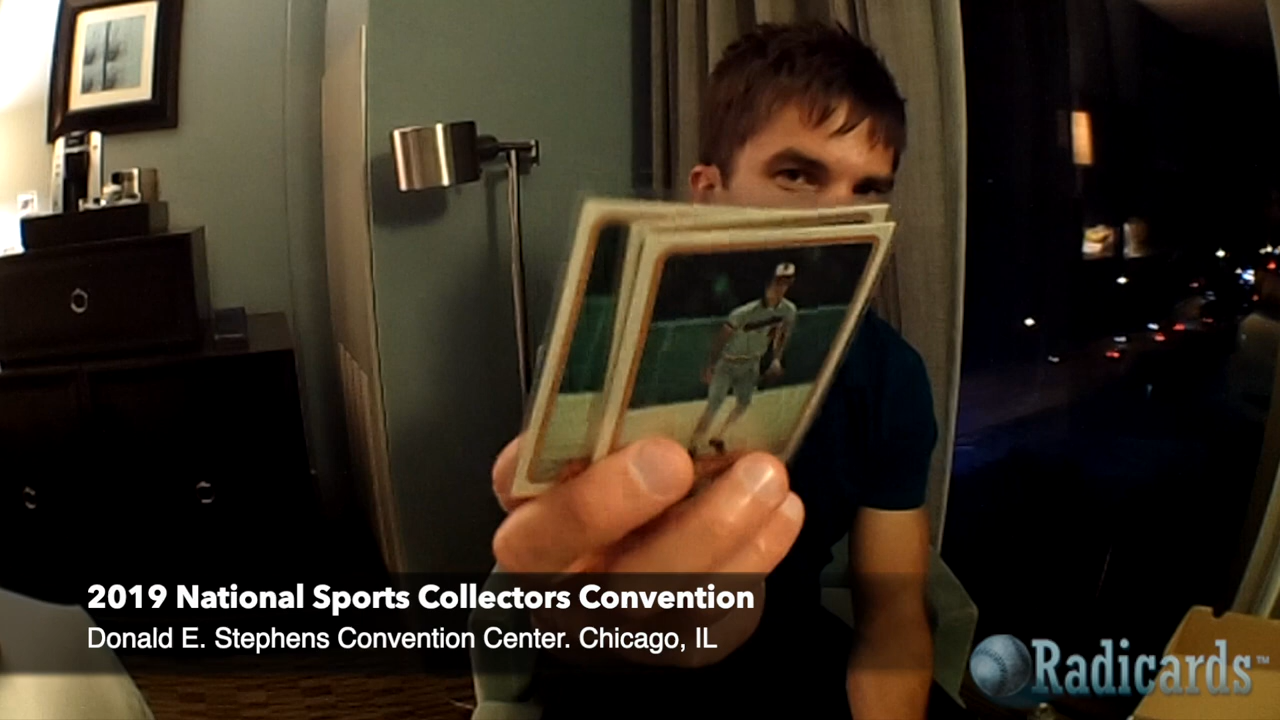 2019 National Sports Collectors Convention
Donald E. Stephens Convention Center. Chicago, IL
Radicards™